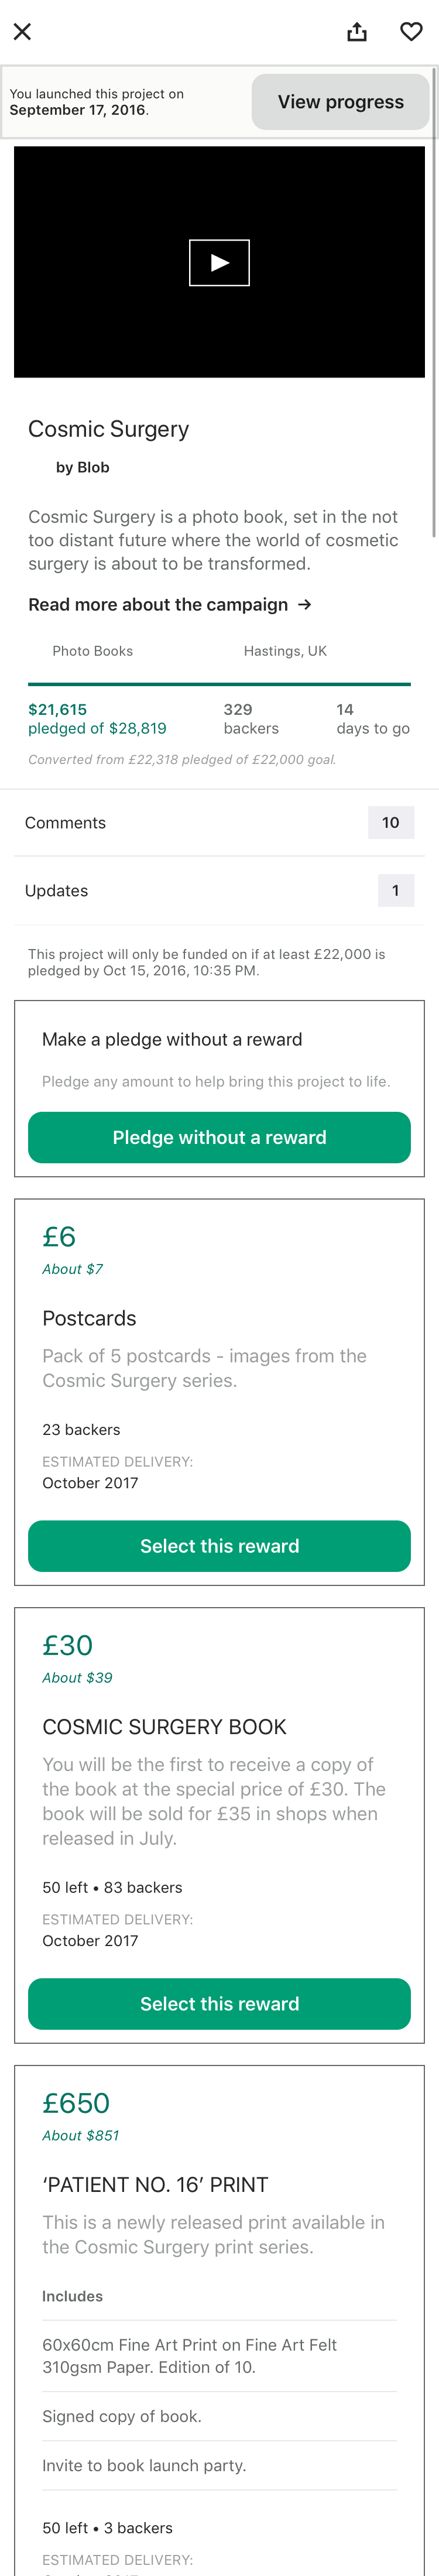 You launched this project on
September 17, 2016.
View progress
Cosmic Surgery
by Blob
Cosmic Surgery is a photo book, set in the not
too distant future where the world of cosmetic
surgery is about to be transformed.
Read more about the campaign →
Photo Books
Hastings, UK
$21,615
pledged of $28,819
329
backers
14
days to go
Converted from £22,318 pledged of £22,000 goal.
Comments
10
Updates
1
This project will only be funded on if at least £22,000 is
pledged by Oct 15, 2016, 10:35 PM.
Make a pledge without a reward
Pledge any amount to help bring this project to life.
Pledge without a reward
£6
About $7
Postcards
Pack of 5 postcards - images from the
Cosmic Surgery series.
23 backers
ESTIMATED DELIVERY:
October 2017
Select this reward
£30
About $39
COSMIC SURGERY BOOK
You will be the first to receive a copy of
the book at the special price of £30. The
book will be sold for £35 in shops when
released in July.
50 left • 83 backers
ESTIMATED DELIVERY:
October 2017
Select this reward
£650
About $851
‘PATIENT NO. 16’ PRINT
This is a newly released print available in
the Cosmic Surgery print series.
Includes
60x60cm Fine Art Print on Fine Art Felt
310gsm Paper. Edition of 10.
Signed copy of book.
Invite to book launch party.
50 left • 3 backers
ESTIMATED DELIVERY: